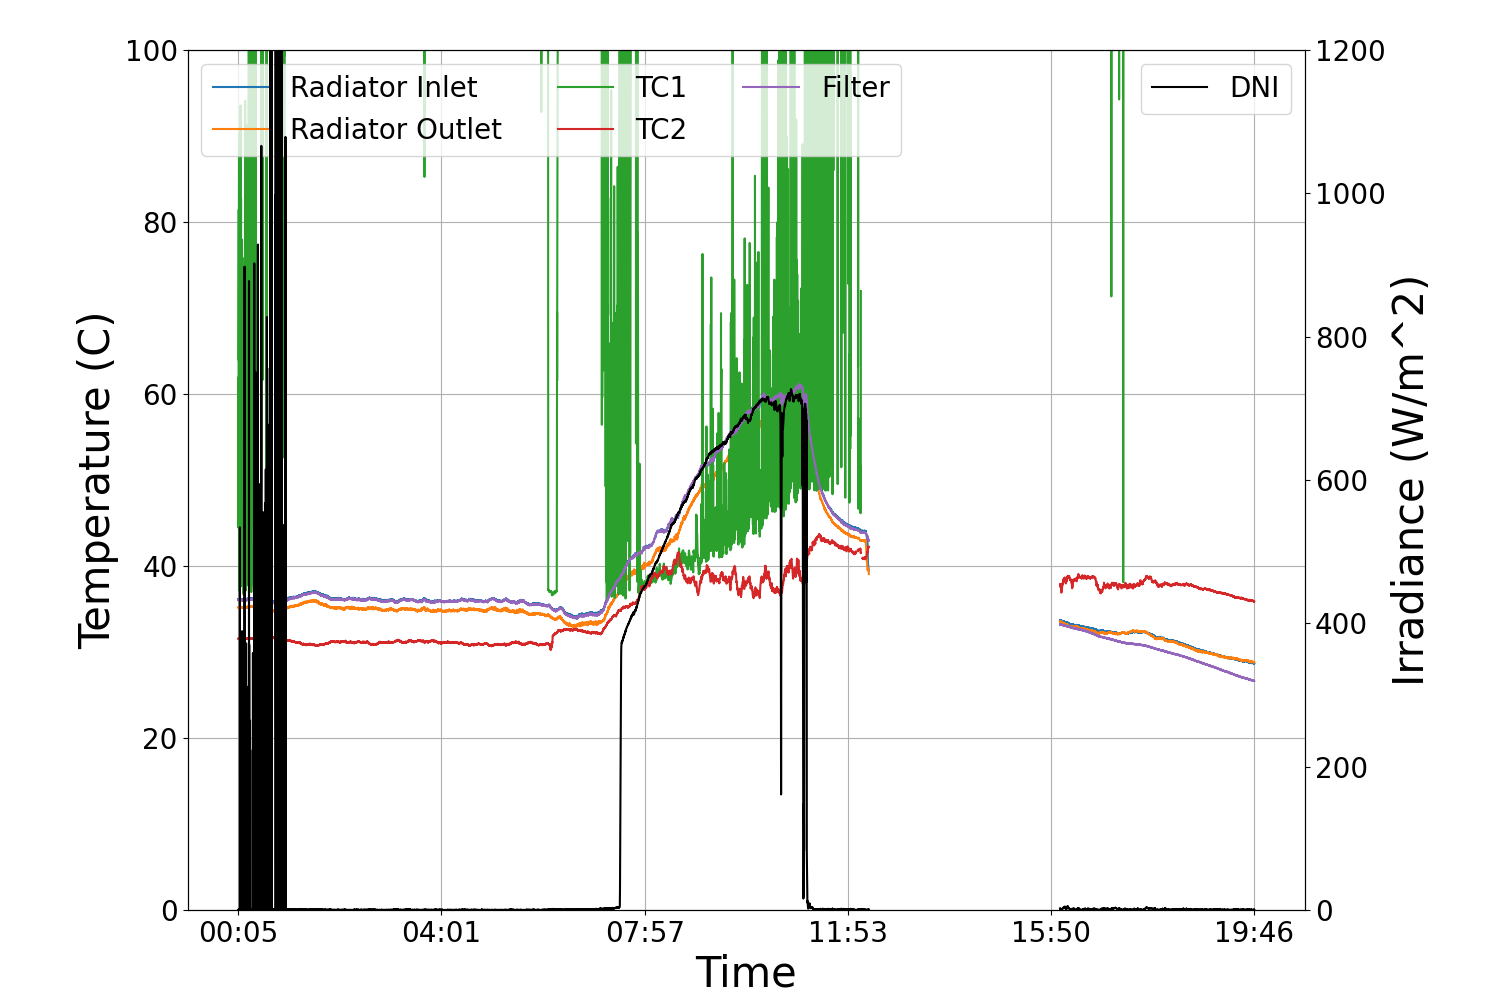 100
80
60
40
20
0
Temperature (C)
Radiator Inlet
Radiator Outlet
TC1
TC2
Filter
DNI
1200
1000
800
600
400
200
0
Irradiance (W/m^2)
00:05 04:01 07:57 11:53 15:50 19:46
Time